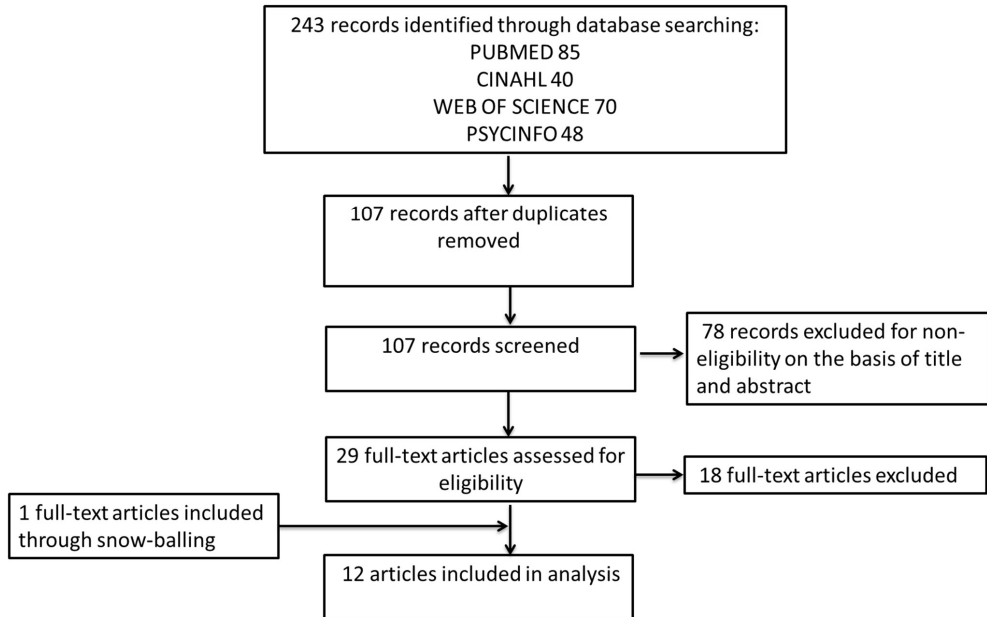 243 records identified through database searching:
PUBMED 85
CINAHL 40
WEB OF SCIENCE 70
PSYCINFO 48
107 records after duplicates
removed
107 records screened
78 records excluded for non-
eligibility on the basis of title
and abstract
29 full-text articles assessed for
eligibility
18 full-text articles excluded
1 full-text articles included
through snow-balling
12 articles included in analysis